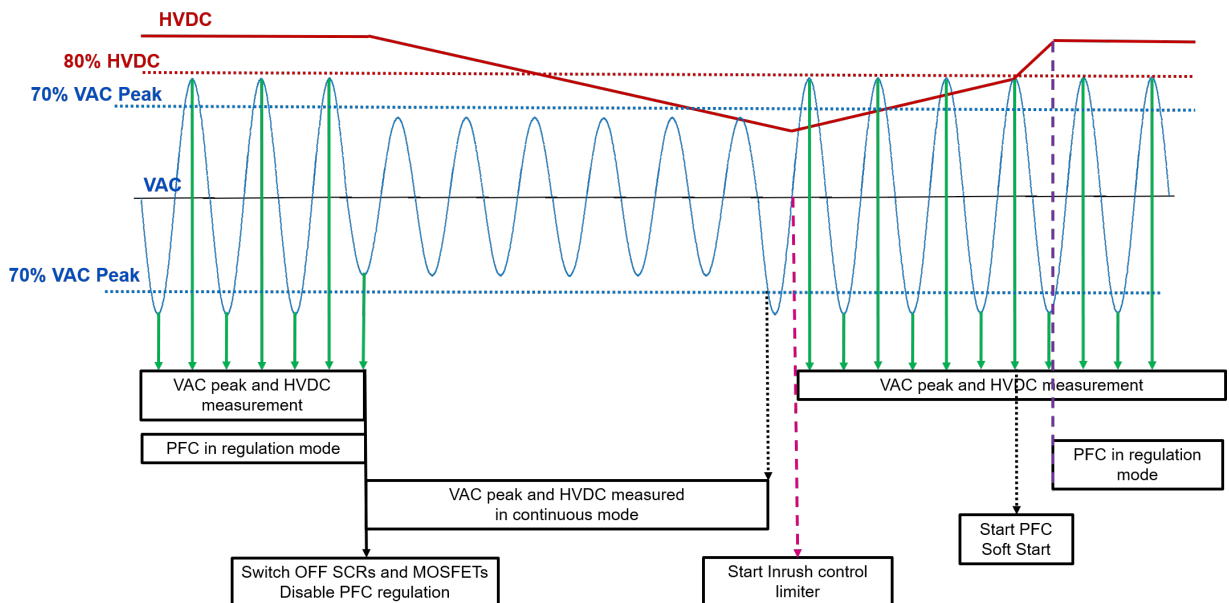 HVDC
80% HVDC
70% VAC Peak
VAC
70% VAC Peak
VAC peak and HVDC
measurement
VAC peak and HVDC measurement
PFC in regulation mode
PFC in regulation
mode
VAC peak and HVDC measured
in continuous mode
Start PFC
Soft Start
Switch OFF SCRs and MOSFETs
Disable PFC regulation
Start Inrush control
limiter